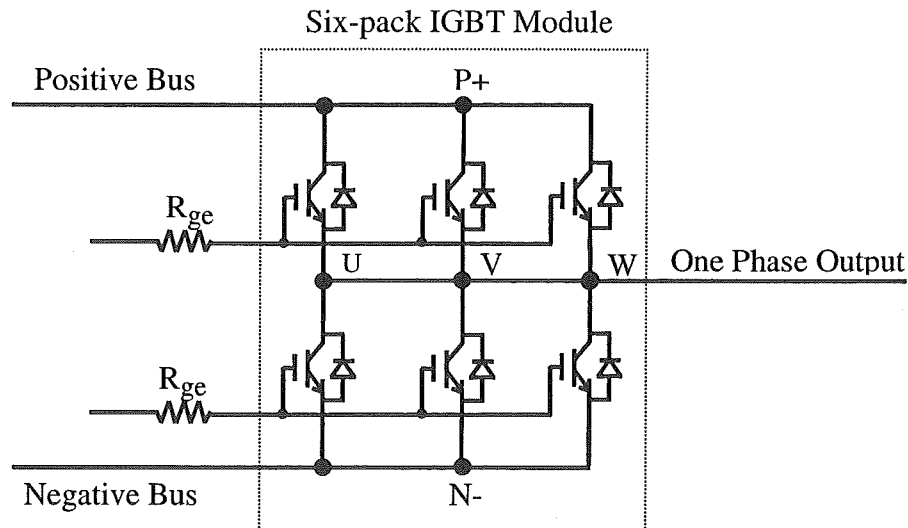 Six-pack IGBT Module
Positive Bus
P+
Rge
U
V
W
One Phase Output
Rge
Negative Bus
N-